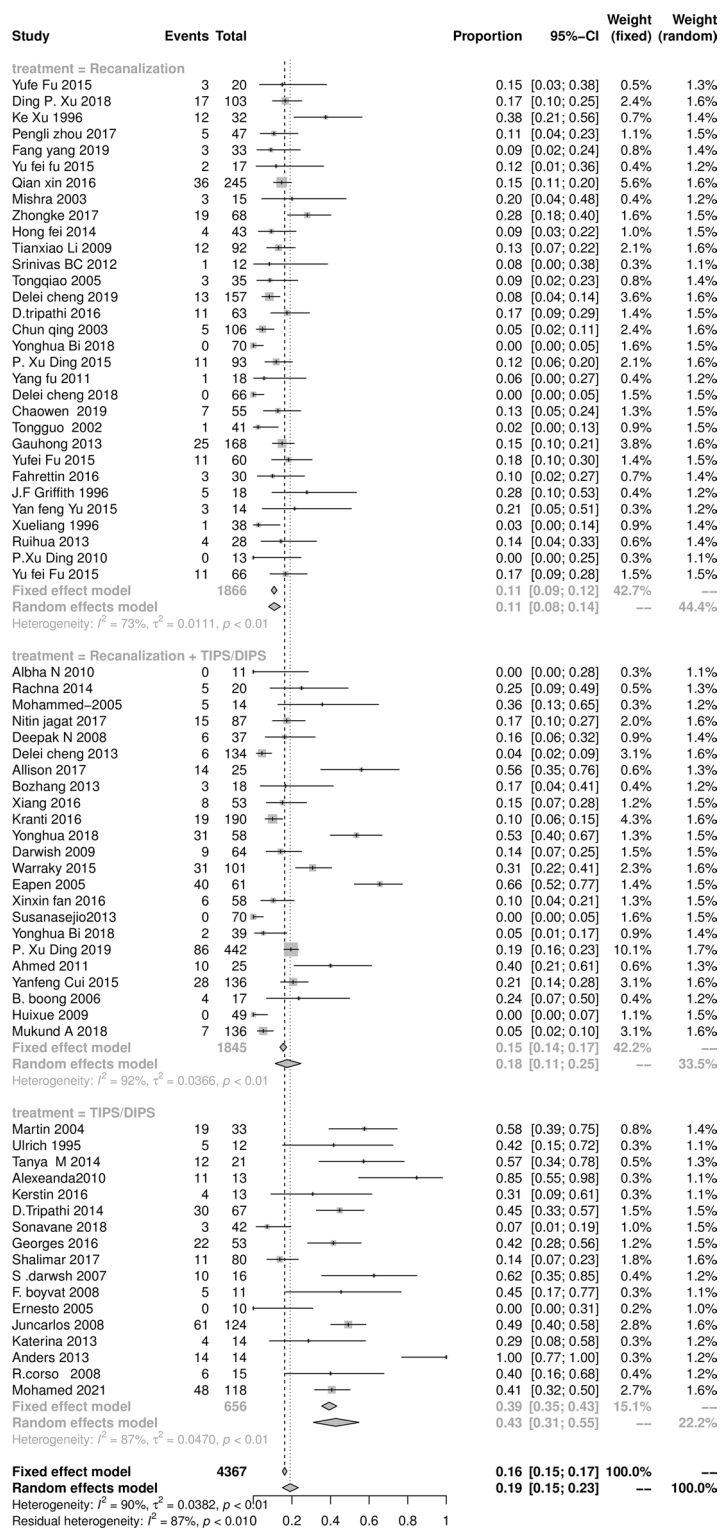 Weight Weight
Study Events Total Proportion 95%−CI (fixed) (random)
treatment = Recanalization
Yufe Fu 2015 3 20 0.15 [0.03; 0.38] 0.5% 1.3%
Ding P. Xu 2018 17 103 0.17 [0.10; 0.25] 2.4% 1.6%
Ke Xu 1996 12 32 0.38 [0.21; 0.56] 0.7% 1.4%
Pengli zhou 2017 5 47 0.11 [0.04; 0.23] 1.1% 1.5%
Fang yang 2019 3 33 0.09 [0.02; 0.24] 0.8% 1.4%
Yu fei fu 2015 2 17 0.12 [0.01; 0.36] 0.4% 1.2%
Qian xin 2016 36 245 0.15 [0.11; 0.20] 5.6% 1.6%
Mishra 2003 3 15 0.20 [0.04; 0.48] 0.4% 1.2%
Zhongke 2017 19 68 0.28 [0.18; 0.40] 1.6% 1.5%
Hong fei 2014 4 43 0.09 [0.03; 0.22] 1.0% 1.5%
Tianxiao Li 2009 12 92 0.13 [0.07; 0.22] 2.1% 1.6%
Srinivas BC 2012 1 12 0.08 [0.00; 0.38] 0.3% 1.1%
Tongqiao 2005 3 35 0.09 [0.02; 0.23] 0.8% 1.4%
Delei cheng 2019 13 157 0.08 [0.04; 0.14] 3.6% 1.6%
D.tripathi 2016 11 63 0.17 [0.09; 0.29] 1.4% 1.5%
Chun qing 2003 5 106 0.05 [0.02; 0.11] 2.4% 1.6%
Yonghua Bi 2018 0 70 0.00 [0.00; 0.05] 1.6% 1.6%
P. Xu Ding 2015 11 93 0.12 [0.06; 0.20] 2.1% 1.6%
Yang fu 2011 1 18 0.06 [0.00; 0.27] 0.4% 1.2%
Delei cheng 2018 0 66 0.00 [0.00; 0.05] 1.5% 1.5%
Chaowen 2019 7 55 0.13 [0.05; 0.24] 1.3% 1.5%
Tongguo 2002 1 41 0.02 [0.00; 0.13] 0.9% 1.5%
Gauhong 2013 25 168 0.15 [0.10; 0.21] 3.8% 1.6%
Yufei Fu 2015 11 60 0.18 [0.10; 0.30] 1.4% 1.5%
Fahrettin 2016 3 30 0.10 [0.02; 0.27] 0.7% 1.4%
J.F Griffith 1996 5 18 0.28 [0.10; 0.53] 0.4% 1.2%
Yan feng Yu 2015 3 14 0.21 [0.05; 0.51] 0.3% 1.2%
Xueliang 1996 1 38 0.03 [0.00; 0.14] 0.9% 1.5%
Ruihua 2013 4 28 0.14 [0.04; 0.33] 0.6% 1.4%
P.Xu Ding 2010 0 13 0.00 [0.00; 0.25] 0.3% 1.2%
Yu fei Fu 2015 11 66 0.17 [0.09; 0.28] 1.5% 1.5%
Fixed effect model 1866 0.11 [0.09; 0.12] 42.7% −−
Random effects model 0.11 [0.08; 0.14] −− 44.4%
Heterogeneity: I² = 73%, τ² = 0.0111, p < 0.01
treatment = Recanalization + TIPS/DIPS
Albha N 2010 0 11 0.00 [0.00; 0.28] 0.3% 1.1%
Rachna 2014 5 20 0.25 [0.09; 0.49] 0.5% 1.3%
Mohammed−2005 5 14 0.36 [0.13; 0.65] 0.3% 1.2%
Nitin jagat 2017 15 87 0.17 [0.10; 0.27] 2.0% 1.6%
Deepak N 2008 6 37 0.16 [0.06; 0.32] 0.9% 1.4%
Delei cheng 2013 6 134 0.04 [0.02; 0.09] 3.1% 1.6%
Allison 2017 14 25 0.56 [0.35; 0.76] 0.6% 1.3%
Bozhang 2013 3 18 0.17 [0.04; 0.41] 0.4% 1.2%
Xiang 2016 8 53 0.15 [0.07; 0.28] 1.2% 1.5%
Kranti 2016 19 190 0.10 [0.06; 0.15] 4.3% 1.6%
Yonghua 2018 31 58 0.53 [0.40; 0.67] 1.3% 1.5%
Darwish 2009 9 64 0.14 [0.07; 0.25] 1.5% 1.5%
Warraky 2015 31 101 0.31 [0.22; 0.41] 2.3% 1.6%
Eapen 2005 40 61 0.66 [0.52; 0.77] 1.4% 1.5%
Xinxin fan 2016 6 58 0.10 [0.04; 0.21] 1.3% 1.5%
Susanasejio2013 0 70 0.00 [0.00; 0.05] 1.6% 1.6%
Yonghua Bi 2018 2 39 0.05 [0.01; 0.17] 0.9% 1.4%
P. Xu Ding 2019 86 442 0.19 [0.16; 0.23] 10.1% 1.7%
Ahmed 2011 10 25 0.40 [0.21; 0.61] 0.6% 1.3%
Yanfeng Cui 2015 28 136 0.21 [0.14; 0.28] 3.1% 1.6%
B. boong 2006 4 17 0.24 [0.07; 0.50] 0.4% 1.2%
Huixue 2009 0 49 0.00 [0.00; 0.07] 1.1% 1.5%
Mukund A 2018 7 136 0.05 [0.02; 0.10] 3.1% 1.6%
Fixed effect model 1845 0.15 [0.14; 0.17] 42.2% −−
Random effects model 0.18 [0.11; 0.25] −− 33.5%
Heterogeneity: I² = 92%, τ² = 0.0366, p < 0.01
treatment = TIPS/DIPS
Martin 2004 19 33 0.58 [0.39; 0.75] 0.8% 1.4%
Ulrich 1995 5 12 0.42 [0.15; 0.72] 0.3% 1.1%
Tanya M 2014 12 21 0.57 [0.34; 0.78] 0.5% 1.3%
Alexeanda2010 11 13 0.85 [0.55; 0.98] 0.3% 1.1%
Kerstin 2016 4 13 0.31 [0.09; 0.61] 0.3% 1.2%
D.Tripathi 2014 30 67 0.45 [0.33; 0.57] 1.5% 1.5%
Sonavane 2018 3 42 0.07 [0.01; 0.19] 1.0% 1.5%
Georges 2016 22 53 0.42 [0.28; 0.56] 1.2% 1.5%
Shalimar 2017 11 80 0.14 [0.07; 0.23] 1.8% 1.6%
S .darwsh 2007 10 16 0.62 [0.35; 0.85] 0.4% 1.2%
F. boyvat 2008 5 11 0.45 [0.17; 0.77] 0.3% 1.1%
Ernesto 2005 0 10 0.00 [0.00; 0.31] 0.2% 1.0%
Juncarlos 2008 61 124 0.49 [0.40; 0.58] 2.8% 1.6%
Katerina 2013 4 14 0.29 [0.08; 0.58] 0.3% 1.2%
Anders 2013 14 14 1.00 [0.77; 1.00] 0.3% 1.2%
R.corso 2008 6 15 0.40 [0.16; 0.68] 0.4% 1.2%
Mohamed 2021 48 118 0.41 [0.32; 0.50] 2.7% 1.6%
Fixed effect model 656 0.39 [0.35; 0.43] 15.1% −−
Random effects model 0.43 [0.31; 0.55] −− 22.2%
Heterogeneity: I² = 87%, τ² = 0.0470, p < 0.01
Fixed effect model 4367 0.16 [0.15; 0.17] 100.0% −−
Random effects model 0.19 [0.15; 0.23] −− 100.0%
Heterogeneity: I² = 90%, τ² = 0.0382, p < 0.01
Residual heterogeneity: I² = 87%, p < 0.01 0 0.2 0.4 0.6 0.8 1